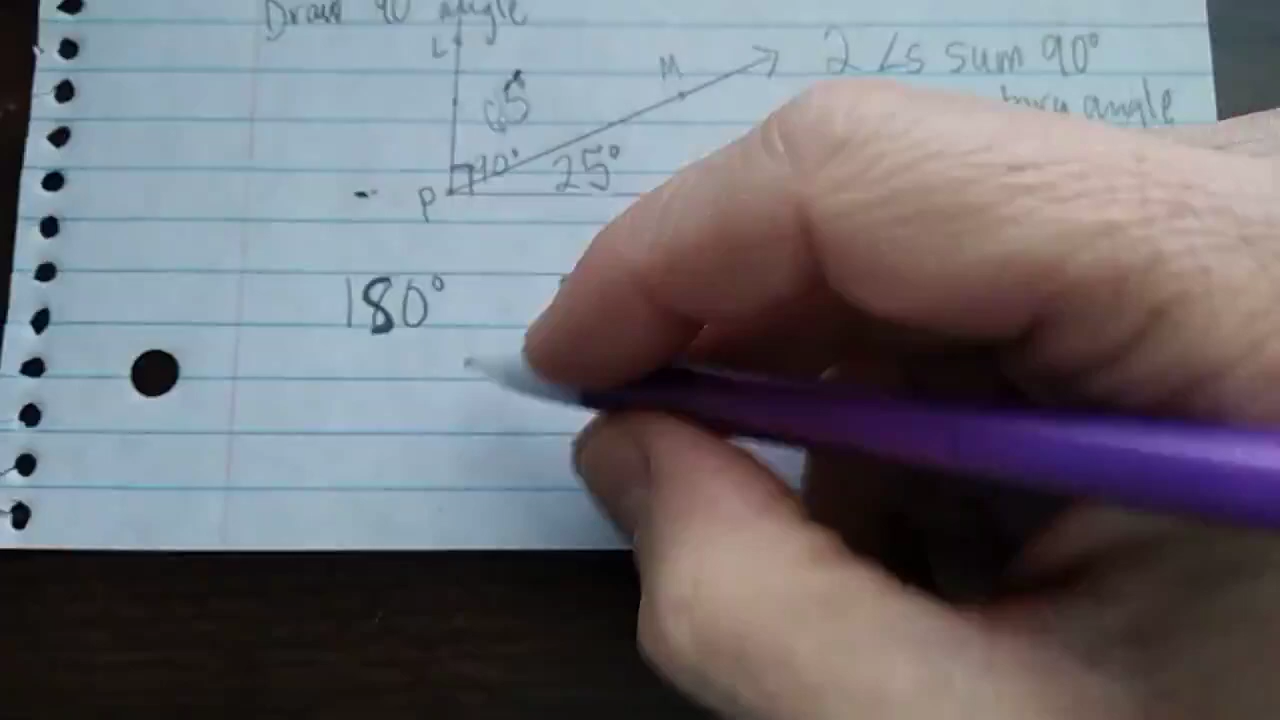 Draw 90 angle
L
M
2 ∠s sum 90°
65
angle
90°
25°
P
180°